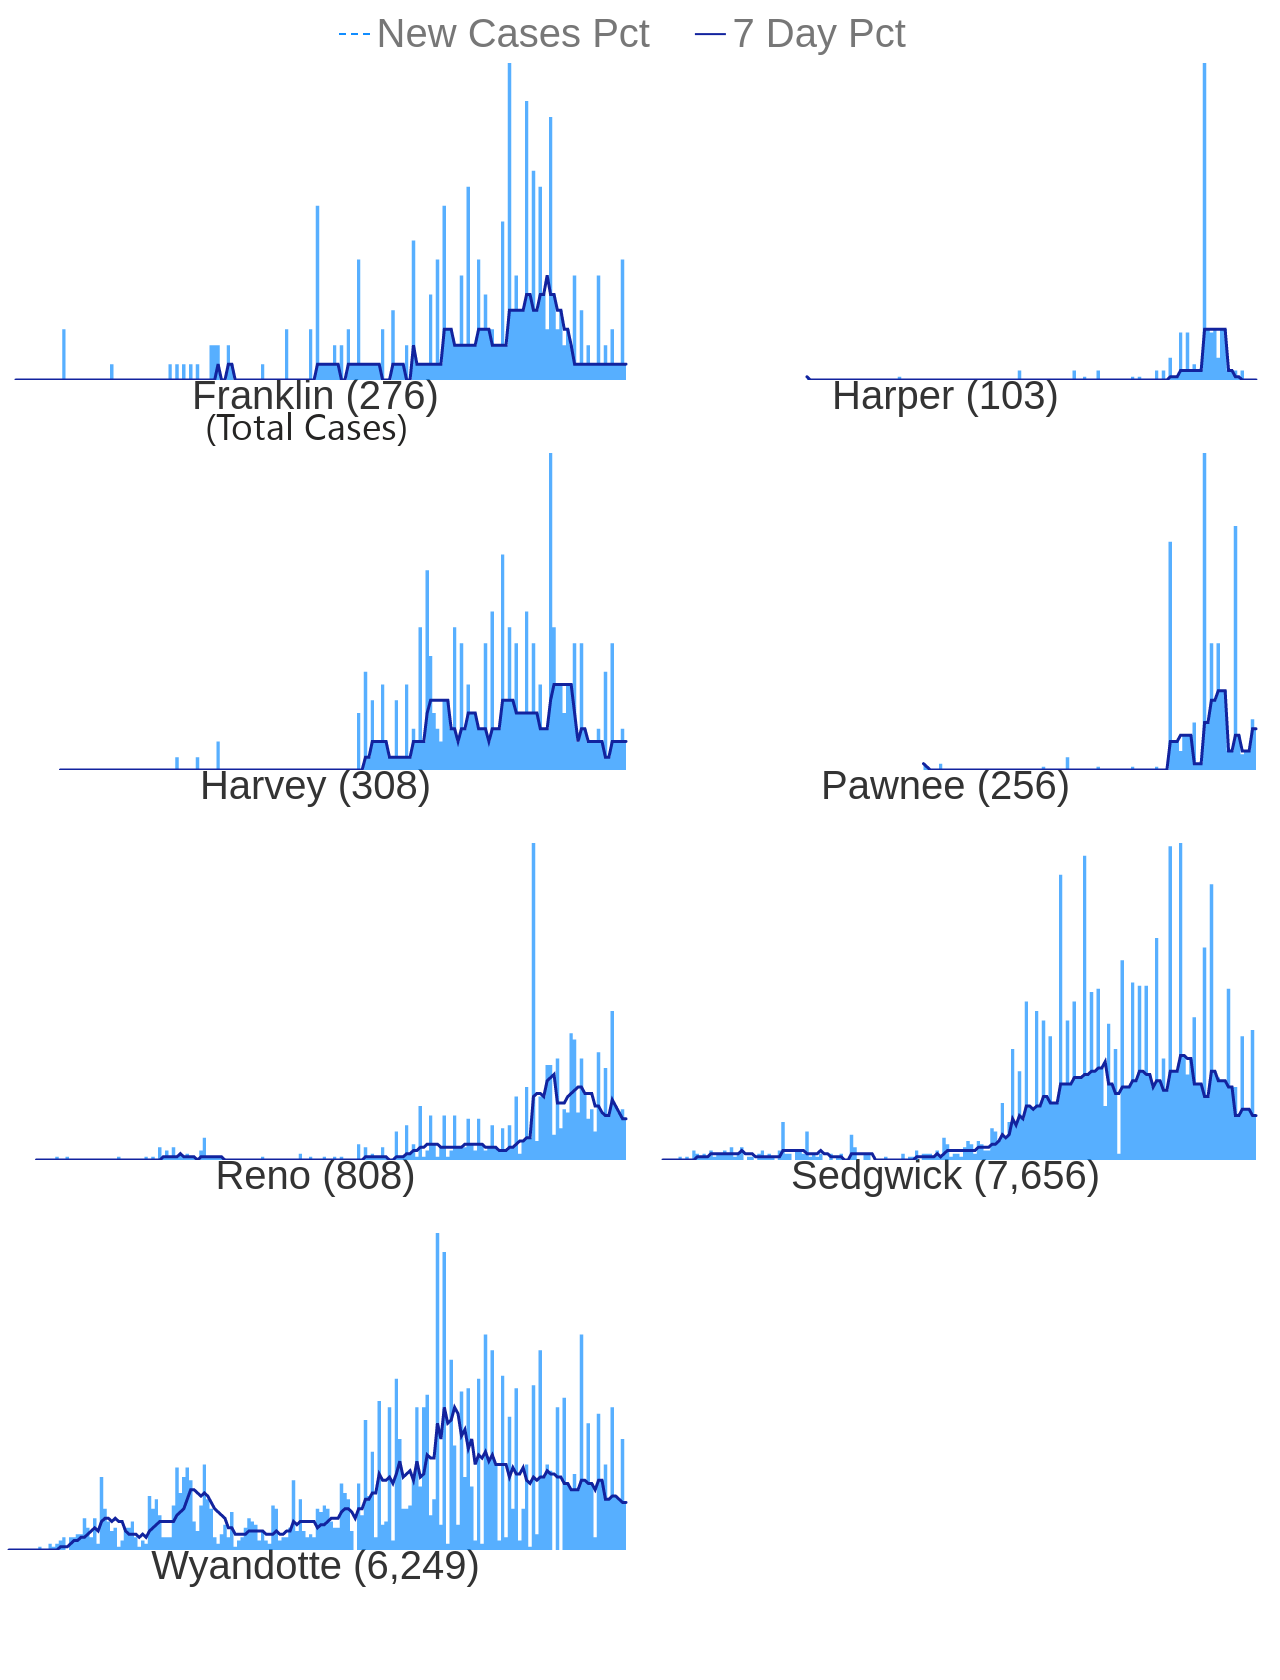 New Cases Pct 7 Day Pct
Franklin (276) Harper (103)
(Total Cases)
Harvey (308) Pawnee (256)
Reno (808) Sedgwick (7,656)
Wyandotte (6,249)